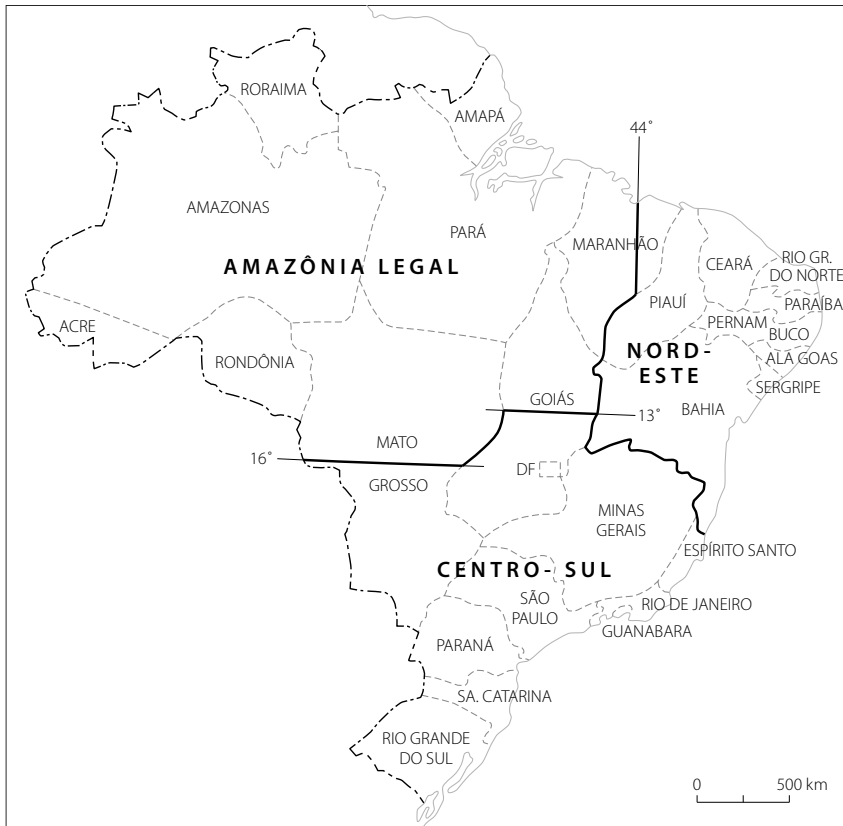 RORAIMA
AMAPÁ
44°
AMAZONAS
PARÁ
MARANHÃO
CEARÁ
RIO GR.
DO NORTE
AMAZÔNIA LEGAL
PIAUÍ
PARAÍBA
PERNAM
BUCO
ACRE
RONDÔNIA
NORD-
ESTE
ALA GOAS
SERGRIPE
GOIÁS
BAHIA
13°
MATO
16°
GROSSO
DF
MINAS
GERAIS
ESPÍRITO SANTO
CENTRO- SUL
SÃO
PAULO
RIO DE JANEIRO
GUANABARA
PARANÁ
SA. CATARINA
RIO GRANDE
DO SUL
0 500 km